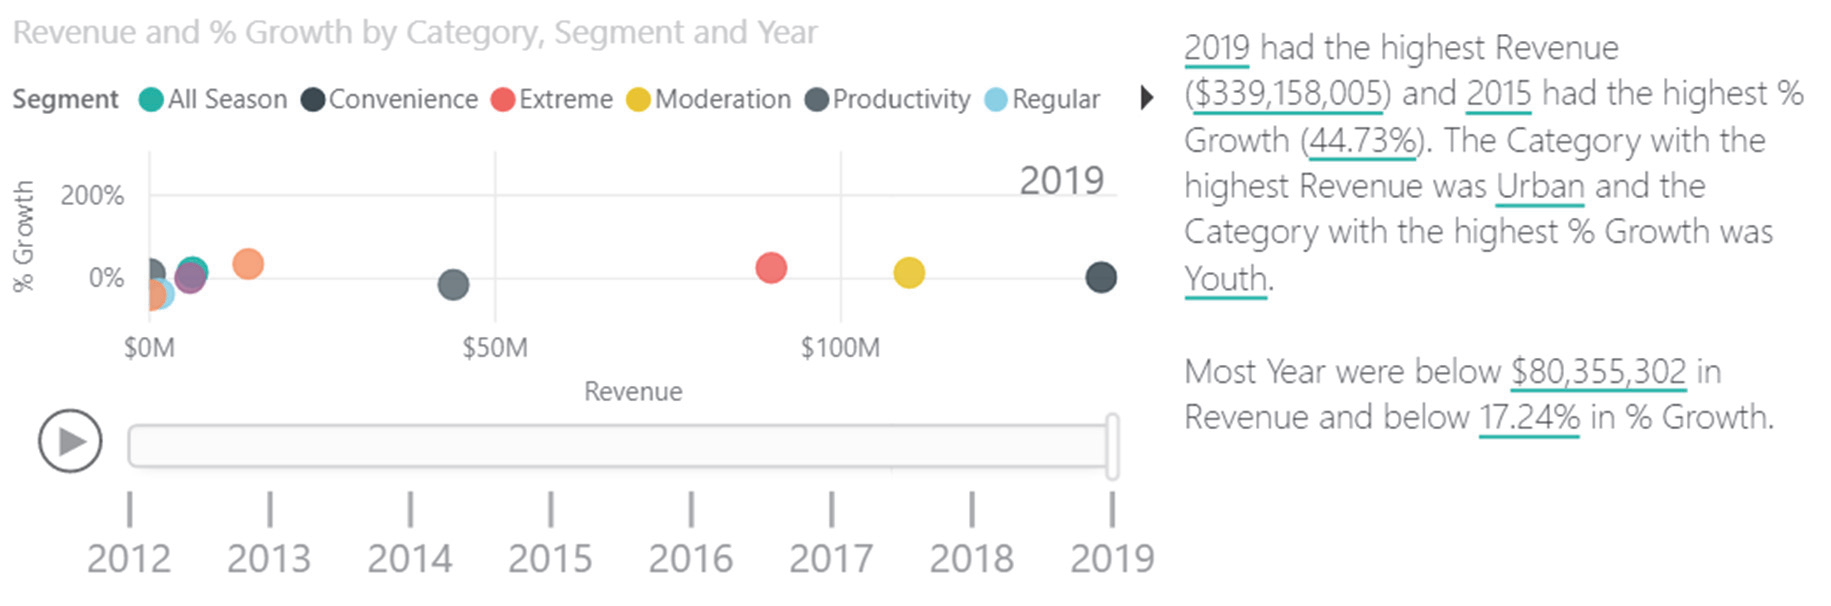 Revenue and % Growth by Category, Segment and Year
Segment All Season Convenience Extreme Moderation Productivity Regular
% Growth
200%
0%
2019
$0M $50M $100M
Revenue
2012 2013 2014 2015 2016 2017 2018 2019
2019 had the highest Revenue
($339,158,005) and 2015 had the highest %
Growth (44.73%). The Category with the
highest Revenue was Urban and the
Category with the highest % Growth was
Youth.
Most Year were below $80,355,302 in
Revenue and below 17.24% in % Growth.